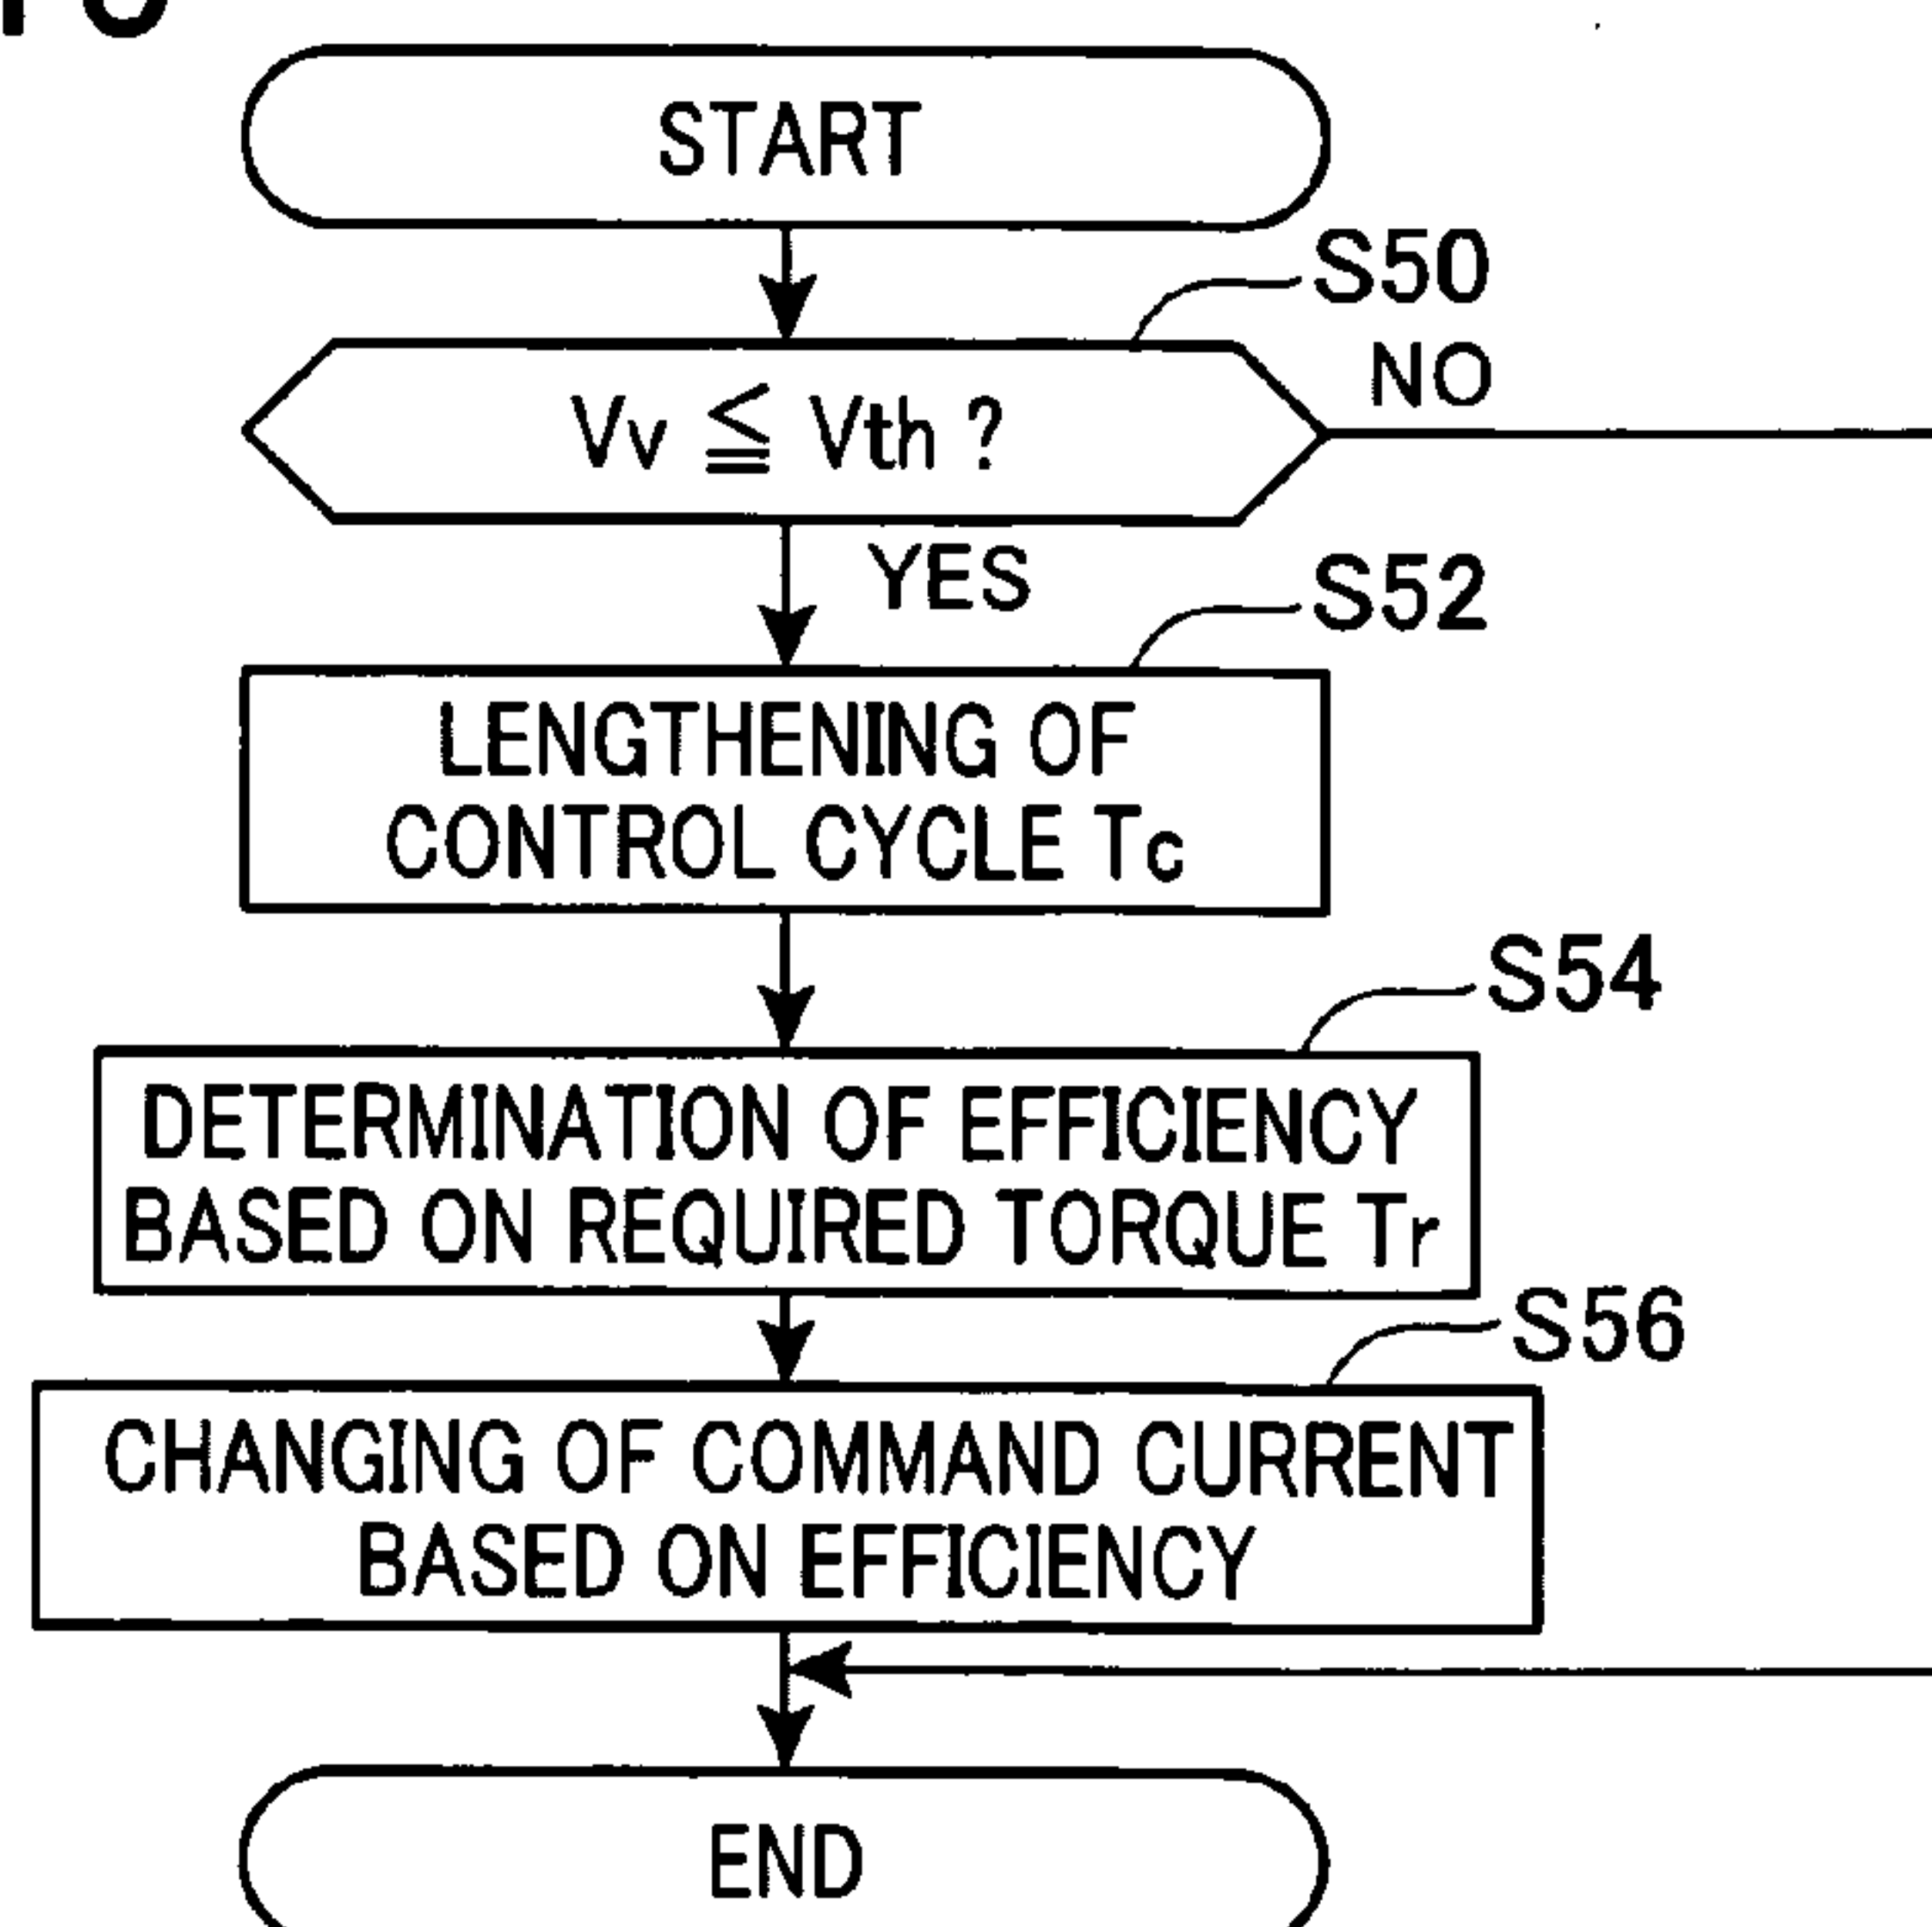 START
S50
Vv ≦ Vth ?
NO
YES
S52
LENGTHENING OF
CONTROL CYCLE Tc
S54
DETERMINATION OF EFFICIENCY
BASED ON REQUIRED TORQUE Tr
S56
CHANGING OF COMMAND CURRENT
BASED ON EFFICIENCY
END